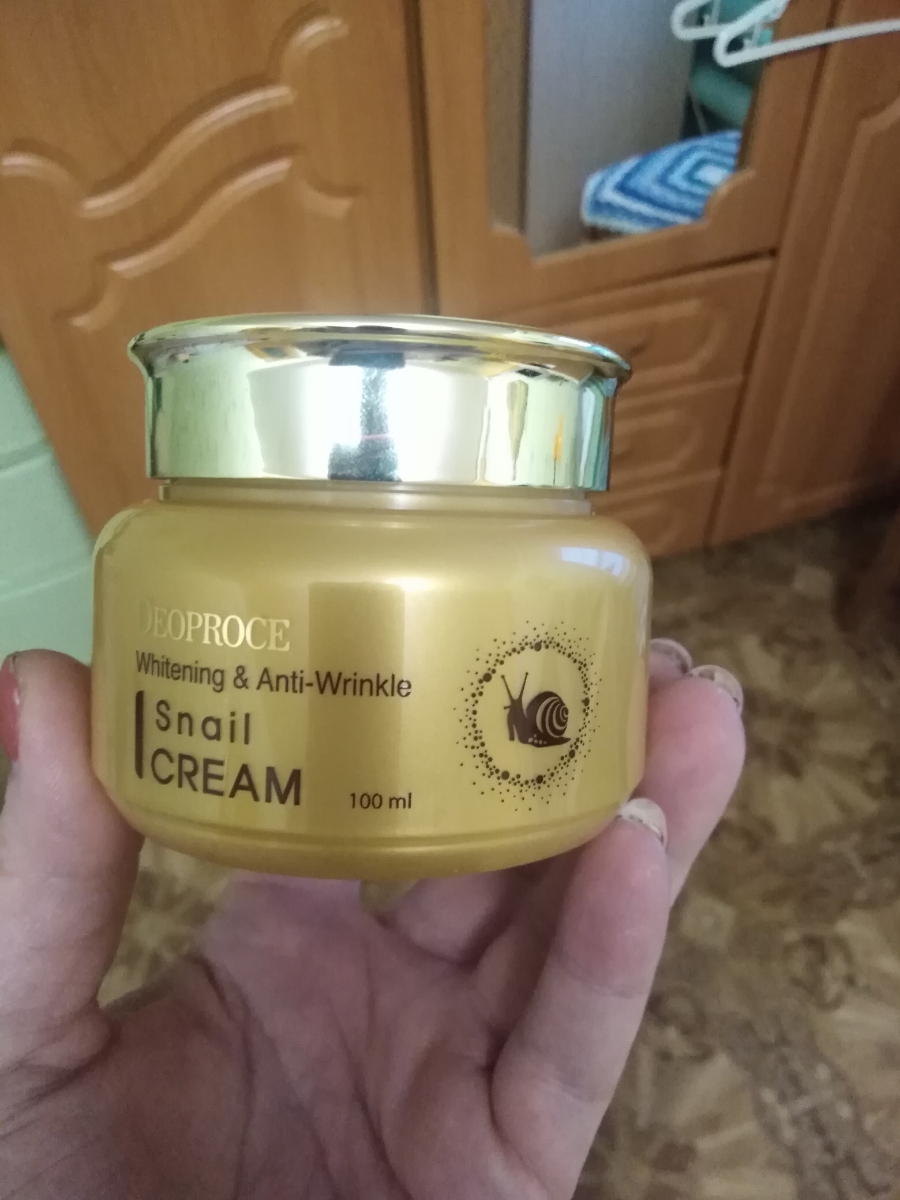 DEOPROCE
Whitening & Anti-Wrinkle
Snail
CREAM
100 ml